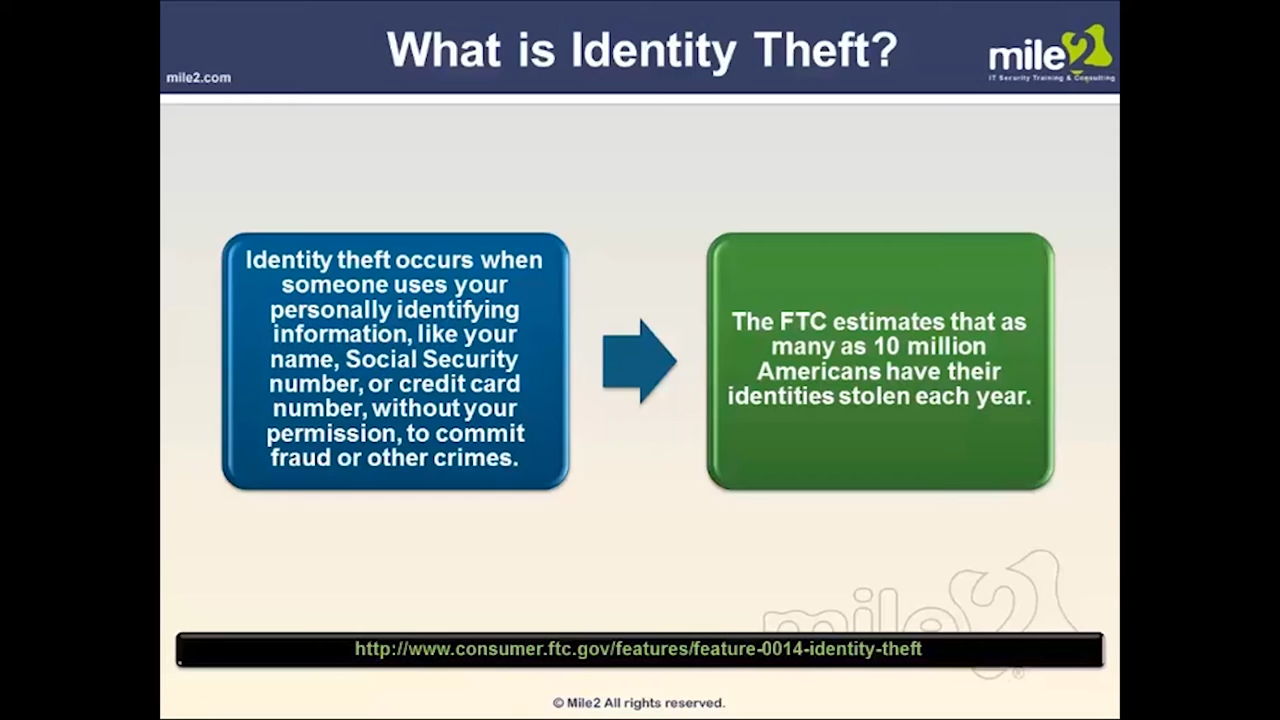 What is Identity Theft?
mile2.com
mile2
IT Security Training & Consulting
Identity theft occurs when
someone uses your
personally identifying
information, like your
name, Social Security
number, or credit card
number, without your
permission, to commit
fraud or other crimes.
The FTC estimates that as
many as 10 million
Americans have their
identities stolen each year.
mile2
®
http://www.consumer.ftc.gov/features/feature-0014-identity-theft
© Mile2 All rights reserved.